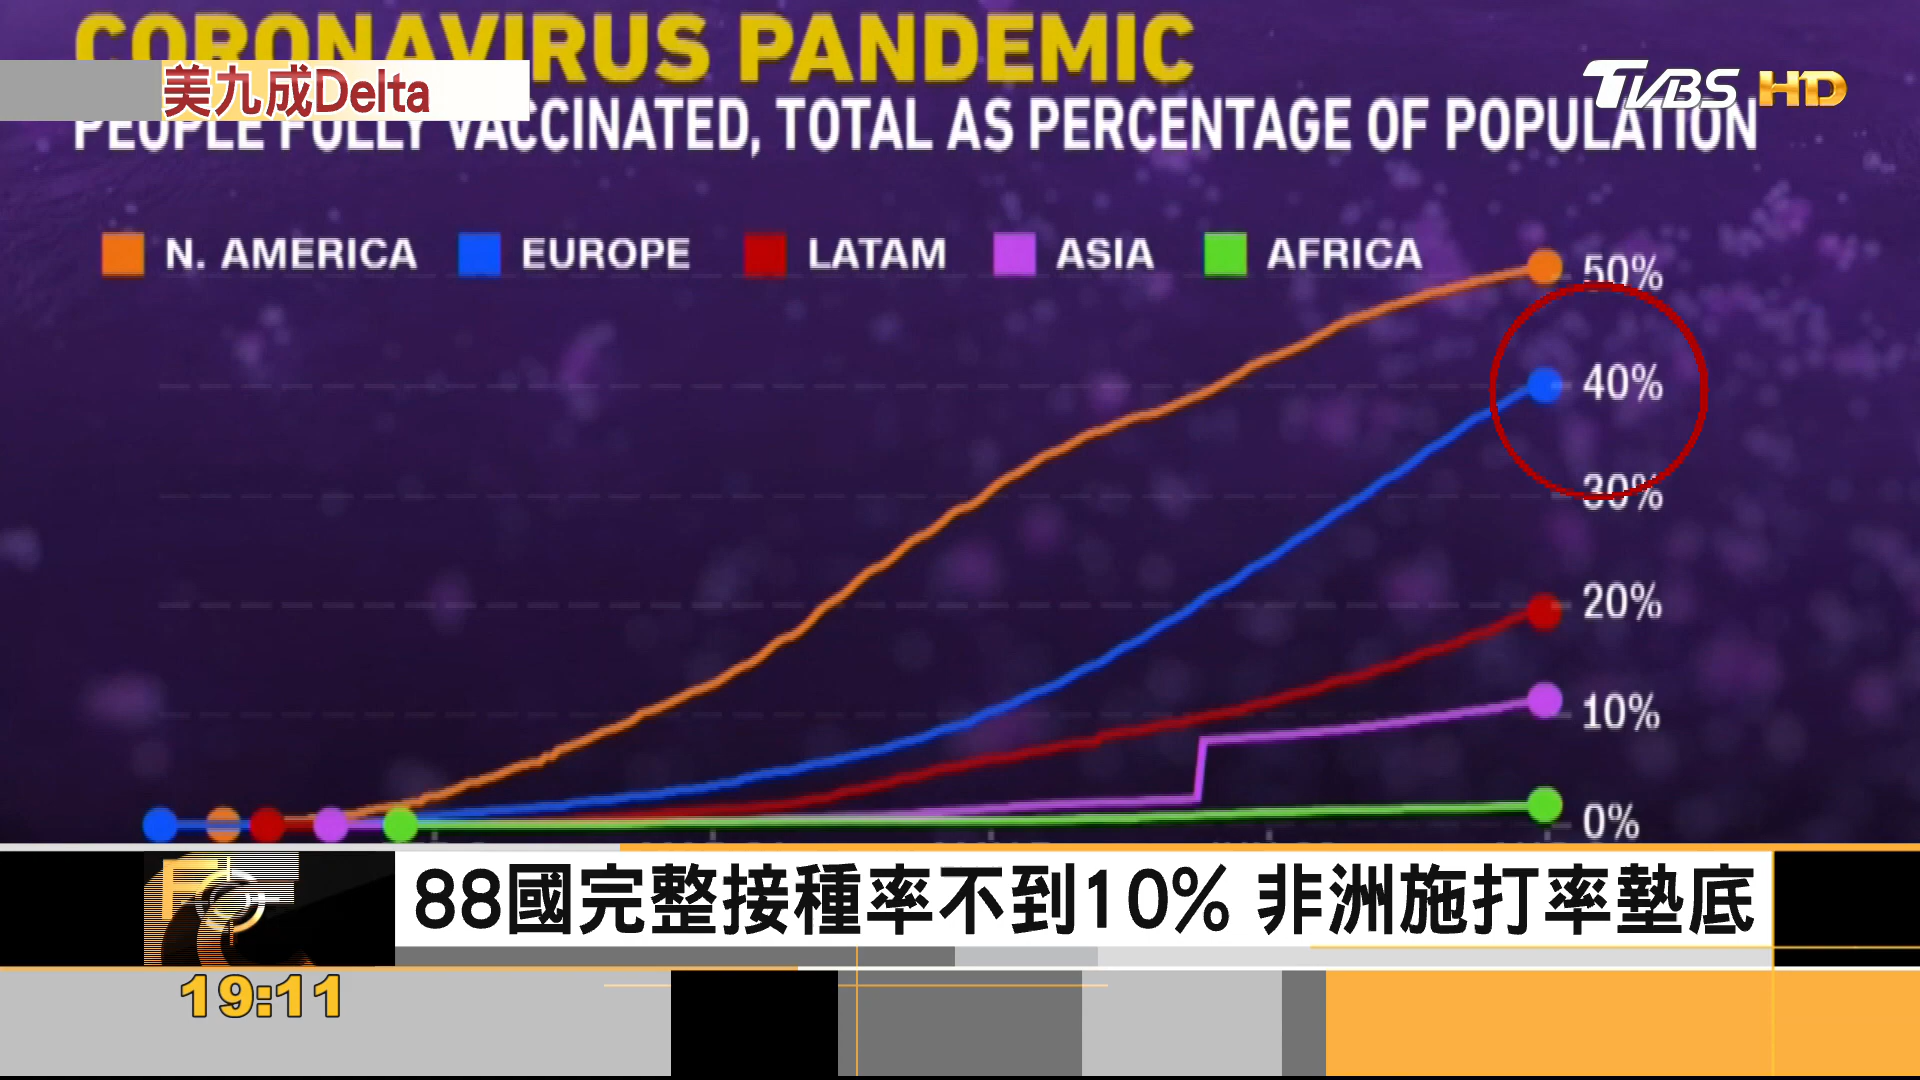 CORONAVIRUS PANDEMIC
美九成Delta
TVBS HD
PEOPLE FULLY VACCINATED, TOTAL AS PERCENTAGE OF POPULATION
N. AMERICA
EUROPE
LATAM
ASIA
AFRICA
50%
40%
30%
20%
10%
0%
88國完整接種率不到10% 非洲施打率墊底
19:11